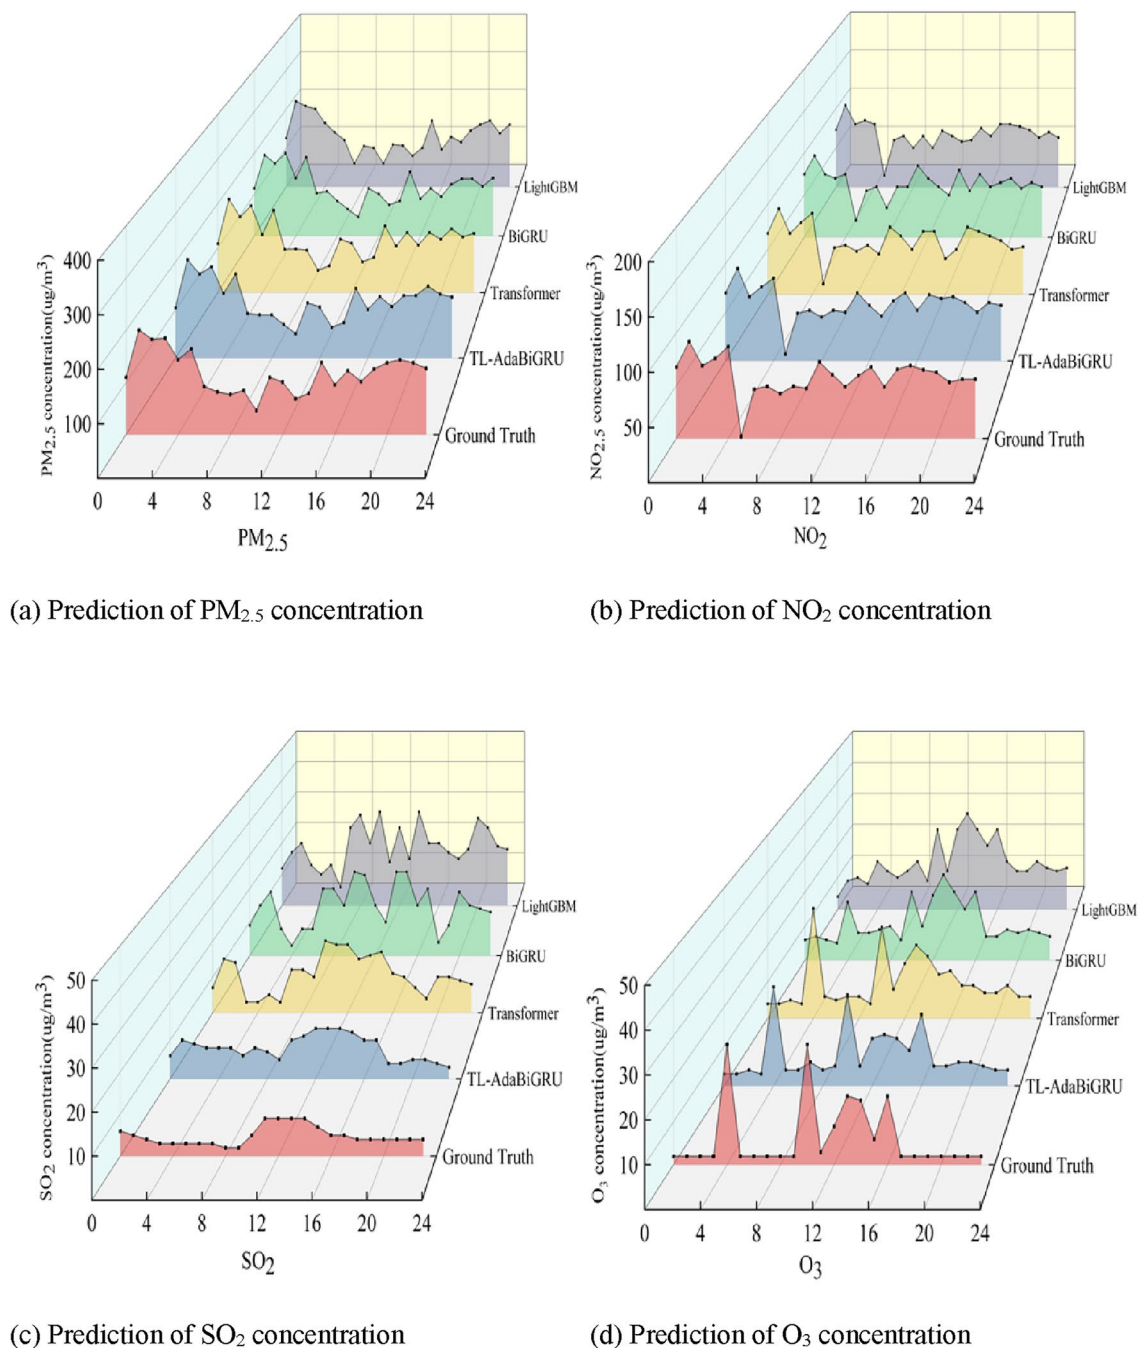 LightGBM
BiGRU
Transformer
TL-AdaBiGRU
Ground Truth
400
300
200
100
PM2.5 concentration(ug/m³)
0 4 8 12 16 20 24
PM2.5
(a) Prediction of PM2.5 concentration
LightGBM
BiGRU
Transformer
TL-AdaBiGRU
Ground Truth
200
150
100
50
NO2.5 concentration(ug/m³)
0 4 8 12 16 20 24
NO2
(b) Prediction of NO2 concentration
LightGBM
BiGRU
Transformer
TL-AdaBiGRU
Ground Truth
50
40
30
20
10
SO2 concentration(ug/m³)
0 4 8 12 16 20 24
SO2
(c) Prediction of SO2 concentration
LightGBM
BiGRU
Transformer
TL-AdaBiGRU
Ground Truth
50
40
30
20
10
O3 concentration(ug/m³)
0 4 8 12 16 20 24
O3
(d) Prediction of O3 concentration